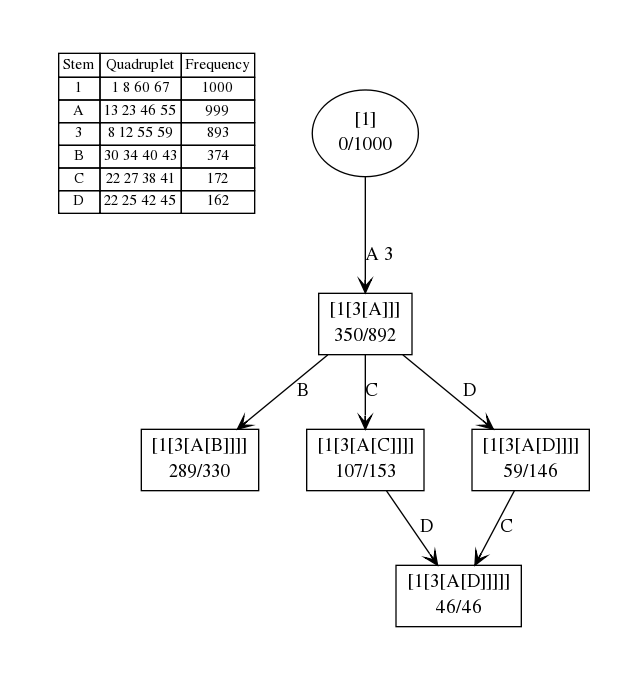 Stem Quadruplet Frequency
1 1 8 60 67 1000
A 13 23 46 55 999
3 8 12 55 59 893
B 30 34 40 43 374
C 22 27 38 41 172
D 22 25 42 45 162
[1]
0/1000
A 3
[1[3[A]]]
350/892
B
C
D
[1[3[A[B]]]]
289/330
[1[3[A[C]]]]
107/153
[1[3[A[D]]]]
59/146
D
C
[1[3[A[D]]]]]
46/46